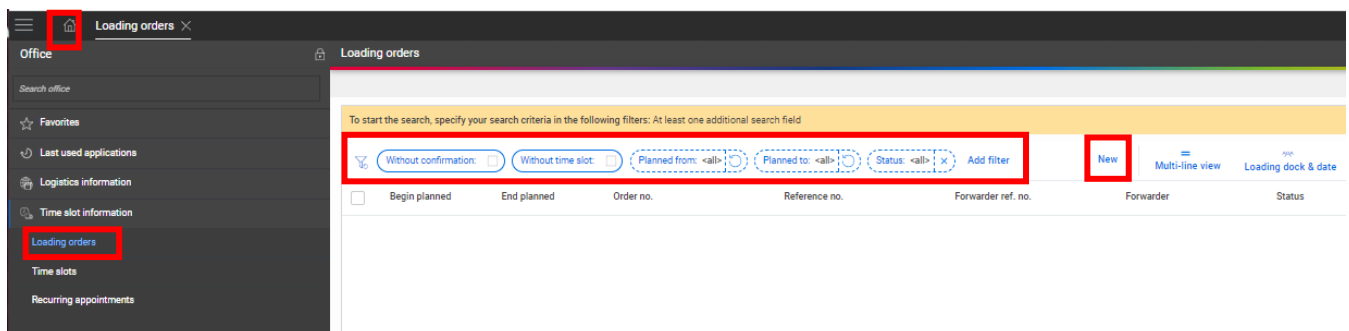 Loading orders
Office
Loading orders
Search office
Favorites
To start the search, specify your search criteria in the following filters: At least one additional search field
Last used applications
Without confirmation:
Without time slot:
Planned from: <all>
Planned to: <all>
Status: <all>
Add filter
New
Multi-line view
Loading dock & date
Logistics information
Begin planned
End planned
Order no.
Reference no.
Forwarder ref. no.
Forwarder
Status
Time slot information
Loading orders
Time slots
Recurring appointments